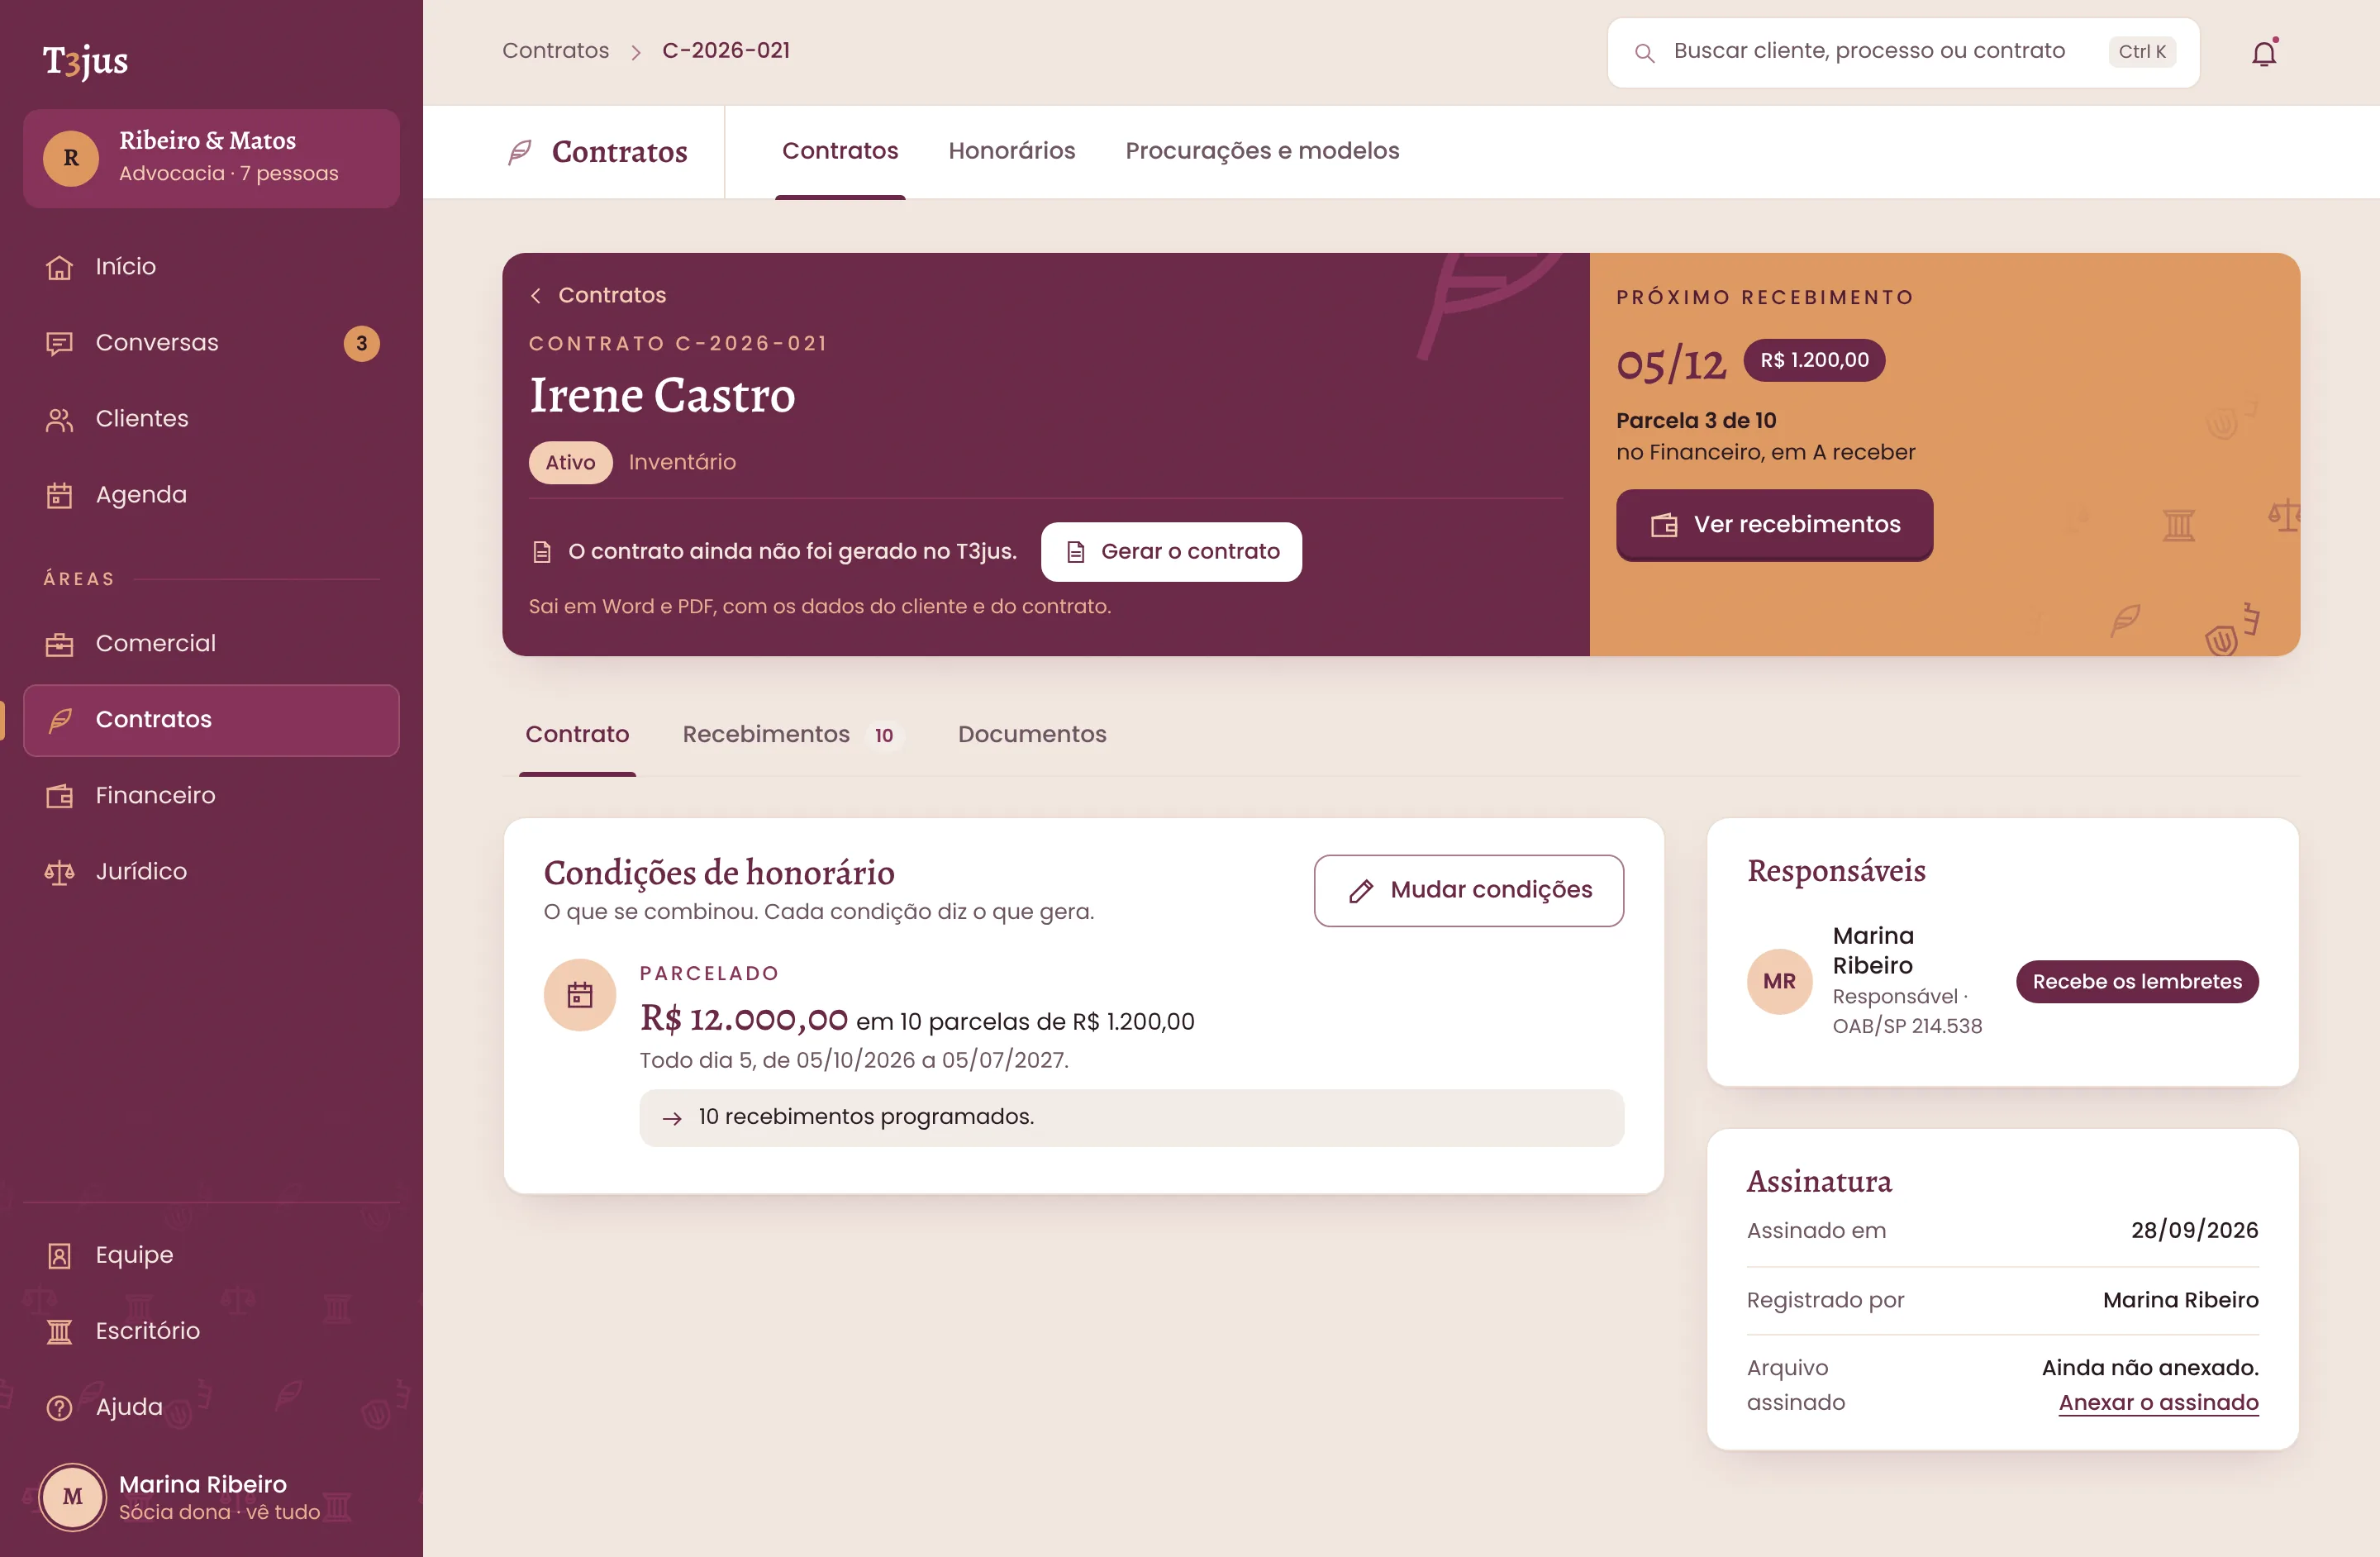 T3jus
R
Ribeiro & Matos
Advocacia · 7 pessoas
Início
Conversas
3
Clientes
Agenda
ÁREAS
Comercial
Contratos
Financeiro
Jurídico
Equipe
Escritório
Ajuda
M
Marina Ribeiro
Sócia dona · vê tudo
Contratos
C-2026-021
Buscar cliente, processo ou contrato
Ctrl K
Contratos
Contratos
Honorários
Procurações e modelos
Contratos
CONTRATO C-2026-021
Irene Castro
Ativo
Inventário
O contrato ainda não foi gerado no T3jus.
Gerar o contrato
Sai em Word e PDF, com os dados do cliente e do contrato.
PRÓXIMO RECEBIMENTO
05/12
R$ 1.200,00
Parcela 3 de 10
no Financeiro, em A receber
Ver recebimentos
Contrato
Recebimentos
10
Documentos
Condições de honorário
O que se combinou. Cada condição diz o que gera.
Mudar condições
PARCELADO
R$ 12.000,00 em 10 parcelas de R$ 1.200,00
Todo dia 5, de 05/10/2026 a 05/07/2027.
10 recebimentos programados.
Responsáveis
MR
Marina
Ribeiro
Responsável ·
OAB/SP 214.538
Recebe os lembretes
Assinatura
Assinado em
28/09/2026
Registrado por
Marina Ribeiro
Arquivo
assinado
Ainda não anexado.
Anexar o assinado